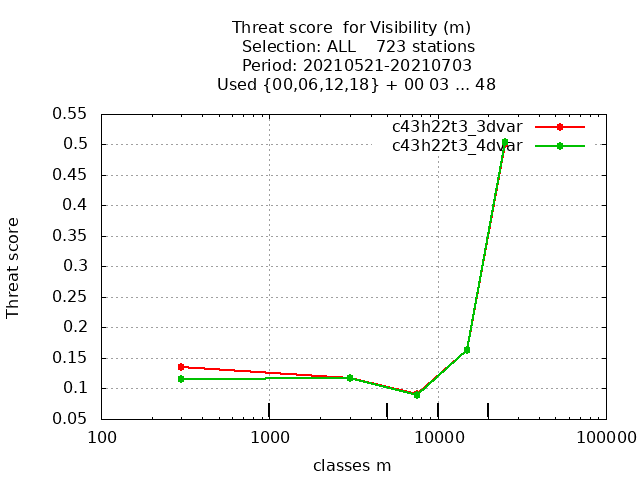 Threat score  for Visibility (m)
Selection: ALL    723 stations
Period: 20210521-20210703
Used {00,06,12,18} + 00 03 ... 48
c43h22t3_3dvar
c43h22t3_4dvar
0.55
0.5
0.45
0.4
0.35
0.3
0.25
0.2
0.15
0.1
0.05
Threat score
100 1000 10000 100000
classes m